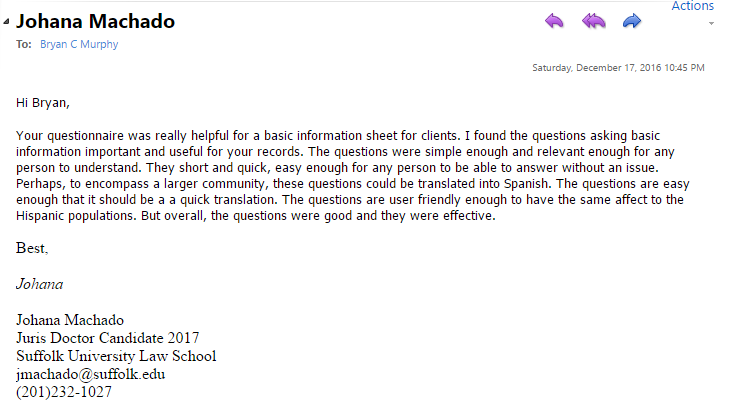 Actions
Johana Machado
To: Bryan C Murphy
Saturday, December 17, 2016 10:45 PM
Hi Bryan,
Your questionnaire was really helpful for a basic information sheet for clients. I found the questions asking basic
information important and useful for your records. The questions were simple enough and relevant enough for any
person to understand. They short and quick, easy enough for any person to be able to answer without an issue.
Perhaps, to encompass a larger community, these questions could be translated into Spanish. The questions are easy
enough that it should be a a quick translation. The questions are user friendly enough to have the same affect to the
Hispanic populations. But overall, the questions were good and they were effective.
Best,
Johana
Johana Machado
Juris Doctor Candidate 2017
Suffolk University Law School
jmachado@suffolk.edu
(201)232-1027